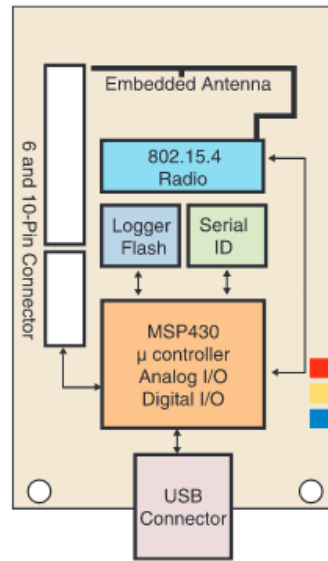 Embedded Antenna
6 and 10-Pin Connector
802.15.4
Radio
Logger
Flash
Serial
ID
MSP430
μ controller
Analog I/O
Digital I/O
USB
Connector